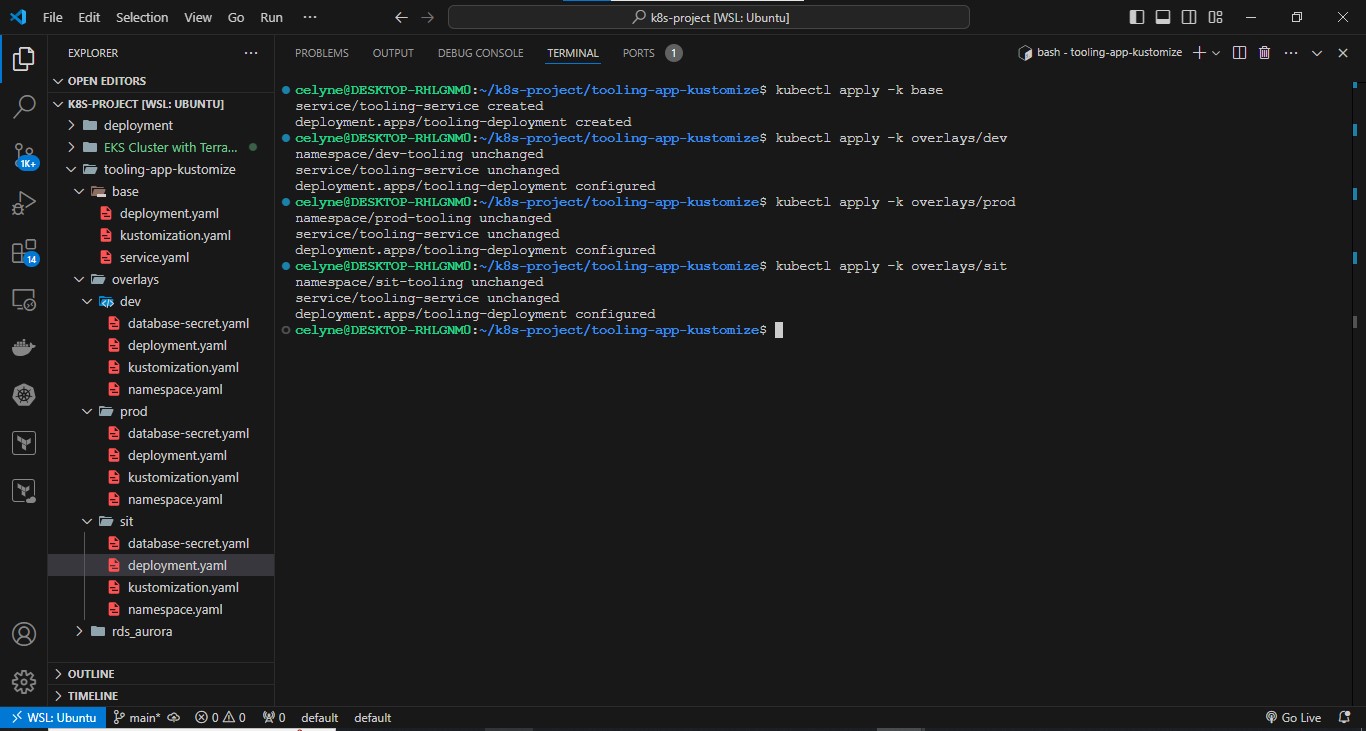 File Edit Selection View Go Run ··· k8s-project [WSL: Ubuntu]
EXPLORER ···
OPEN EDITORS
K8S-PROJECT [WSL: UBUNTU]
deployment
EKS Cluster with Terra...
tooling-app-kustomize
base
deployment.yaml
kustomization.yaml
service.yaml
overlays
dev
database-secret.yaml
deployment.yaml
kustomization.yaml
namespace.yaml
prod
database-secret.yaml
deployment.yaml
kustomization.yaml
namespace.yaml
sit
database-secret.yaml
deployment.yaml
kustomization.yaml
namespace.yaml
rds_aurora
OUTLINE
TIMELINE
1K+
14
PROBLEMS OUTPUT DEBUG CONSOLE TERMINAL PORTS 1 bash - tooling-app-kustomize
celyne@DESKTOP-RHLGNM0:~/k8s-project/tooling-app-kustomize$ kubectl apply -k base
service/tooling-service created
deployment.apps/tooling-deployment created
celyne@DESKTOP-RHLGNM0:~/k8s-project/tooling-app-kustomize$ kubectl apply -k overlays/dev
namespace/dev-tooling unchanged
service/tooling-service unchanged
deployment.apps/tooling-deployment configured
celyne@DESKTOP-RHLGNM0:~/k8s-project/tooling-app-kustomize$ kubectl apply -k overlays/prod
namespace/prod-tooling unchanged
service/tooling-service unchanged
deployment.apps/tooling-deployment configured
celyne@DESKTOP-RHLGNM0:~/k8s-project/tooling-app-kustomize$ kubectl apply -k overlays/sit
namespace/sit-tooling unchanged
service/tooling-service unchanged
deployment.apps/tooling-deployment configured
celyne@DESKTOP-RHLGNM0:~/k8s-project/tooling-app-kustomize$
WSL: Ubuntu main* 0 0 0 default default Go Live